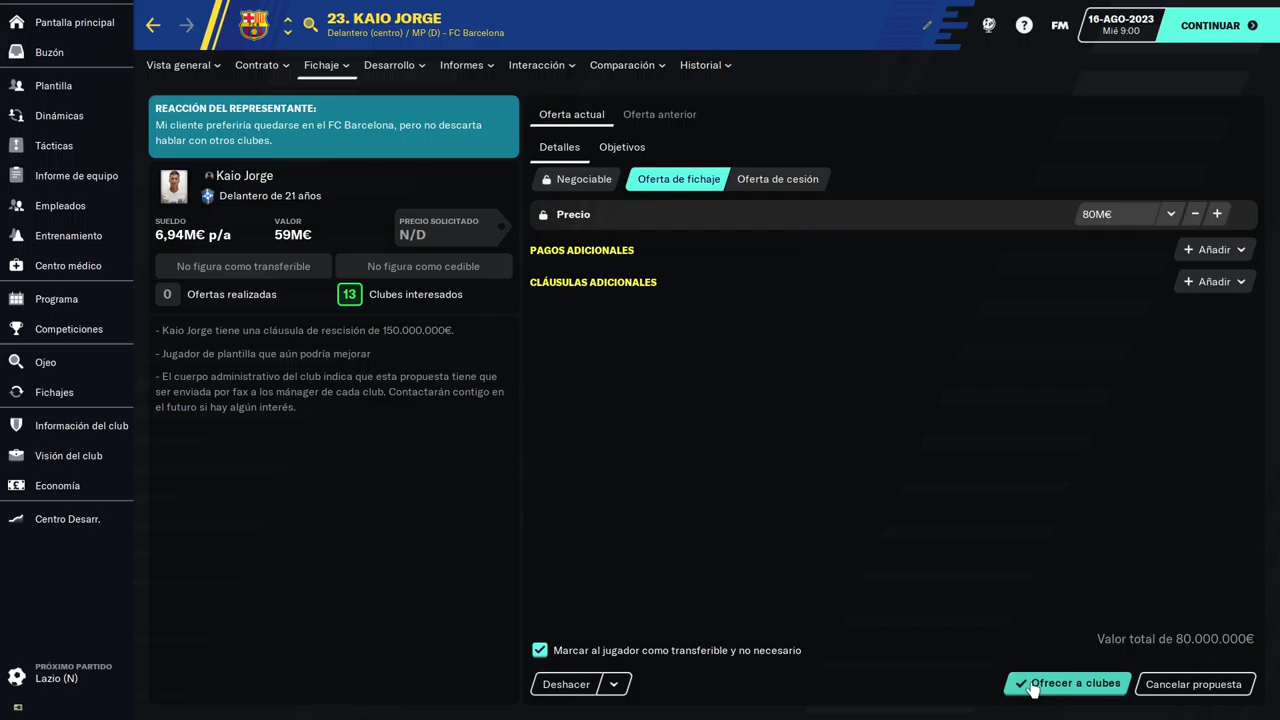 Pantalla principal
Buzón
Plantilla
Dinámicas
Tácticas
Informe de equipo
Empleados
Entrenamiento
Centro médico
Programa
Competiciones
Ojeo
Fichajes
Información del club
Visión del club
Economía
Centro Desarr.
PRÓXIMO PARTIDO
Lazio (N)
23. KAIO JORGE
Delantero (centro) / MP (D) - FC Barcelona
FM
16-AGO-2023
Mié 9:00
CONTINUAR
Vista general Contrato Fichaje Desarrollo Informes Interacción Comparación Historial
REACCIÓN DEL REPRESENTANTE:
Mi cliente preferiría quedarse en el FC Barcelona, pero no descarta
hablar con otros clubes.
Kaio Jorge
Delantero de 21 años
SUELDO VALOR PRECIO SOLICITADO
6,94M€ p/a 59M€ N/D
No figura como transferible No figura como cedible
0 Ofertas realizadas 13 Clubes interesados
- Kaio Jorge tiene una cláusula de rescisión de 150.000.000€.
- Jugador de plantilla que aún podría mejorar
- El cuerpo administrativo del club indica que esta propuesta tiene que
ser enviada por fax a los mánager de cada club. Contactarán contigo en
el futuro si hay algún interés.
Oferta actual Oferta anterior
Detalles Objetivos
Negociable Oferta de fichaje Oferta de cesión
Precio 80M€ - +
PAGOS ADICIONALES + Añadir
CLÁUSULAS ADICIONALES + Añadir
Valor total de 80.000.000€
Marcar al jugador como transferible y no necesario
Deshacer Ofrecer a clubes Cancelar propuesta